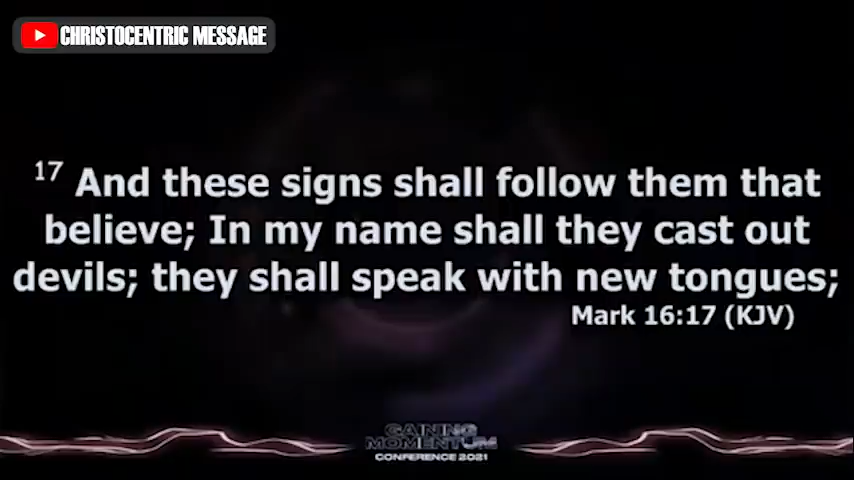 CHRISTOCENTRIC MESSAGE
17 And these signs shall follow them that
believe; In my name shall they cast out
devils; they shall speak with new tongues;
Mark 16:17 (KJV)
GAINING
MOMENTUM
CONFERENCE 2021